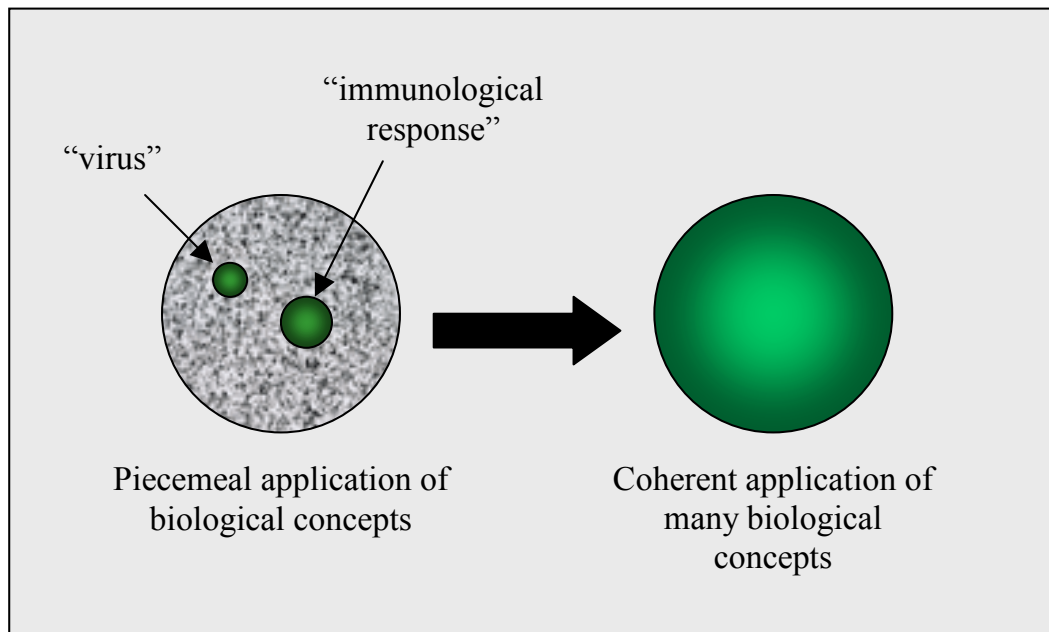 “immunological
response”
“virus”
Piecemeal application of
biological concepts
Coherent application of
many biological
concepts